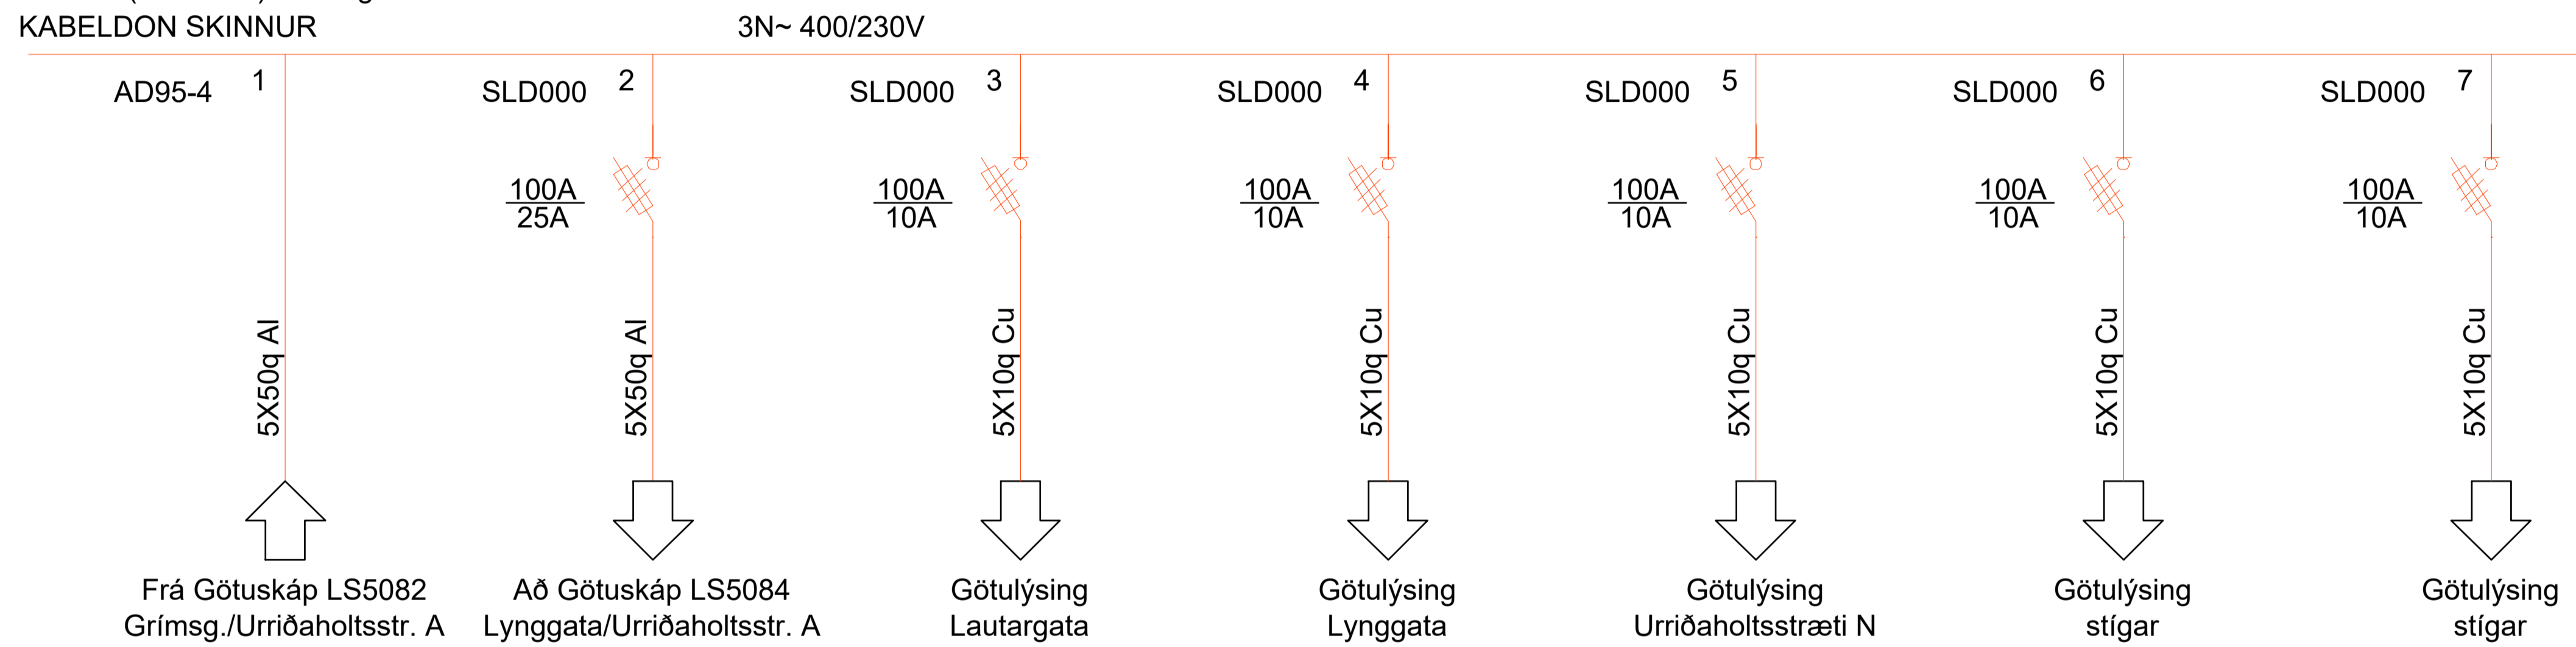 KABELDON SKINNUR 3N~ 400/230V
AD95-4 1 SLD000 2 SLD000 3 SLD000 4 SLD000 5 SLD000 6 SLD000 7
100A 100A 100A 100A 100A 100A
25A 10A 10A 10A 10A 10A
5X50q Al 5X50q Al 5X10q Cu 5X10q Cu 5X10q Cu 5X10q Cu 5X10q Cu
Frá Götuskáp LS5082 Að Götuskáp LS5084 Götulýsing Götulýsing Götulýsing Götulýsing Götulýsing
Grímsg./Urriðaholtsstr. A Lynggata/Urriðaholtsstr. A Lautargata Lynggata Urriðaholtsstræti N stígar stígar